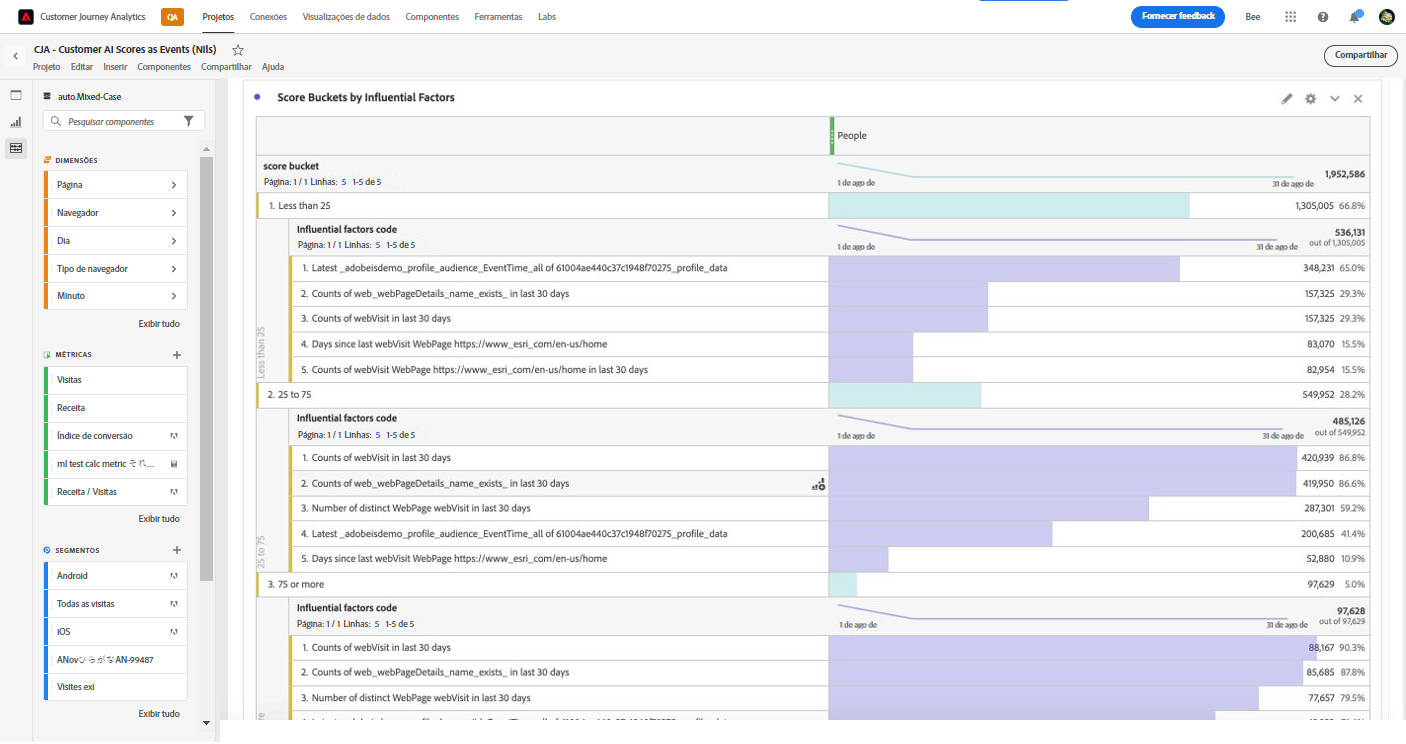 Customer Journey Analytics QA Projetos Conexões Visualizações de dados Componentes Ferramentas Labs Fornecer feedback Bee
CJA - Customer AI Scores as Events (Nils)
Projeto Editar Inserir Componentes Compartilhar Ajuda
Compartilhar
auto.Mixed-Case
Pesquisar componentes
DIMENSÕES
Página
Navegador
Dia
Tipo de navegador
Minuto
Exibir tudo
MÉTRICAS
Visitas
Receita
Índice de conversão
ml test calc metric それ...
Receita / Visitas
Exibir tudo
SEGMENTOS
Android
Todas as visitas
iOS
ANovひらがなAN-99487
Visites exi
Exibir tudo
Score Buckets by Influential Factors
People
score bucket
Página: 1 / 1 Linhas: 5 1-5 de 5
1 de ago de 31 de ago de
1,952,586
1. Less than 25 1,305,005 66.8%
Less than 25
Influential factors code
Página: 1 / 1 Linhas: 5 1-5 de 5
1 de ago de 31 de ago de
536,131
out of 1,305,005
1. Latest _adobeisdemo_profile_audience_EventTime_all of 61004ae440c37c1948f70275_profile_data 348,231 65.0%
2. Counts of web_webPageDetails_name_exists_ in last 30 days 157,325 29.3%
3. Counts of webVisit in last 30 days 157,325 29.3%
4. Days since last webVisit WebPage https://www_esri_com/en-us/home 83,070 15.5%
5. Counts of webVisit WebPage https://www_esri_com/en-us/home in last 30 days 82,954 15.5%
2. 25 to 75 549,952 28.2%
25 to 75
Influential factors code
Página: 1 / 1 Linhas: 5 1-5 de 5
1 de ago de 31 de ago de
485,126
out of 549,952
1. Counts of webVisit in last 30 days 420,939 86.8%
2. Counts of web_webPageDetails_name_exists_ in last 30 days 419,950 86.6%
3. Number of distinct WebPage webVisit in last 30 days 287,301 59.2%
4. Latest _adobeisdemo_profile_audience_EventTime_all of 61004ae440c37c1948f70275_profile_data 200,685 41.4%
5. Days since last webVisit WebPage https://www_esri_com/en-us/home 52,880 10.9%
3. 75 or more 97,629 5.0%
Influential factors code
Página: 1 / 1 Linhas: 5 1-5 de 5
1 de ago de 31 de ago de
97,628
out of 97,629
1. Counts of webVisit in last 30 days 88,167 90.3%
2. Counts of web_webPageDetails_name_exists_ in last 30 days 85,685 87.8%
3. Number of distinct WebPage webVisit in last 30 days 77,657 79.5%